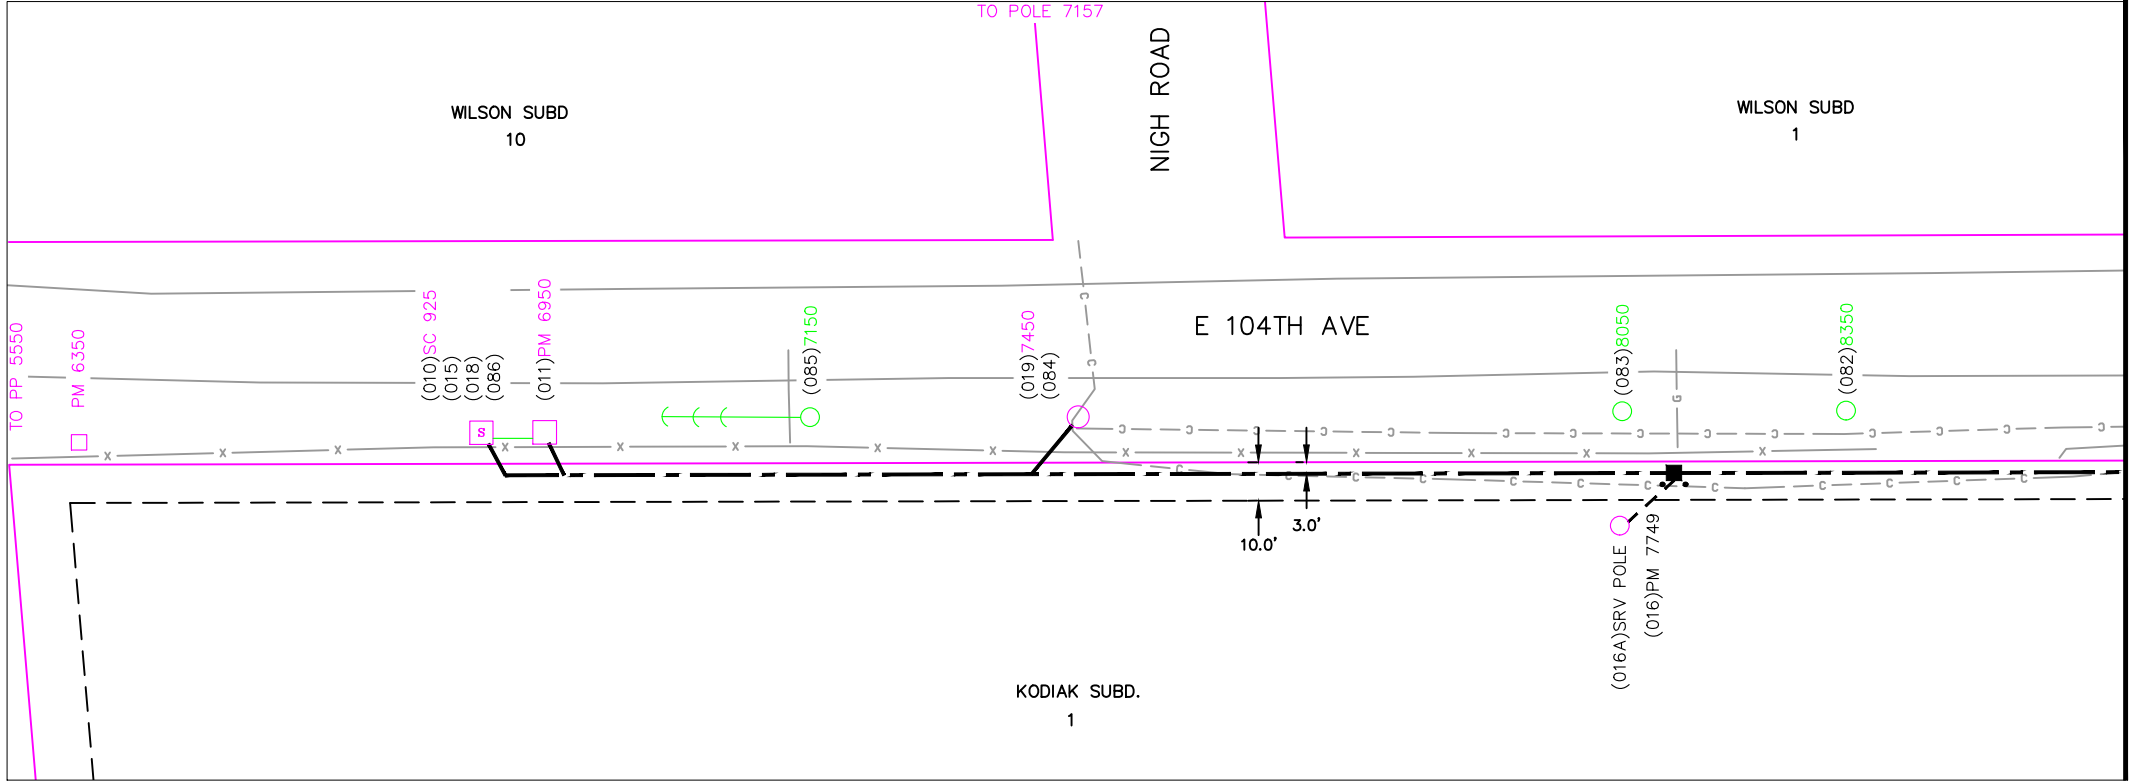 TO POLE 7157
NIGH ROAD
WILSON SUBD
10
WILSON SUBD
1
E 104TH AVE
TO PP 5550
PM 6350
(010)SC 925
(015)
(018)
(086)
(011)PM 6950
(085)7150
(019)7450
(084)
(083)8050
(082)8350
S
X X X X X X X X X X X X X X
C C
G
C C C C C C C C C C C C C
C C C C C C C C C C C C
3.0'
10.0'
(016A)SRV POLE
(016)PM 7749
KODIAK SUBD.
1